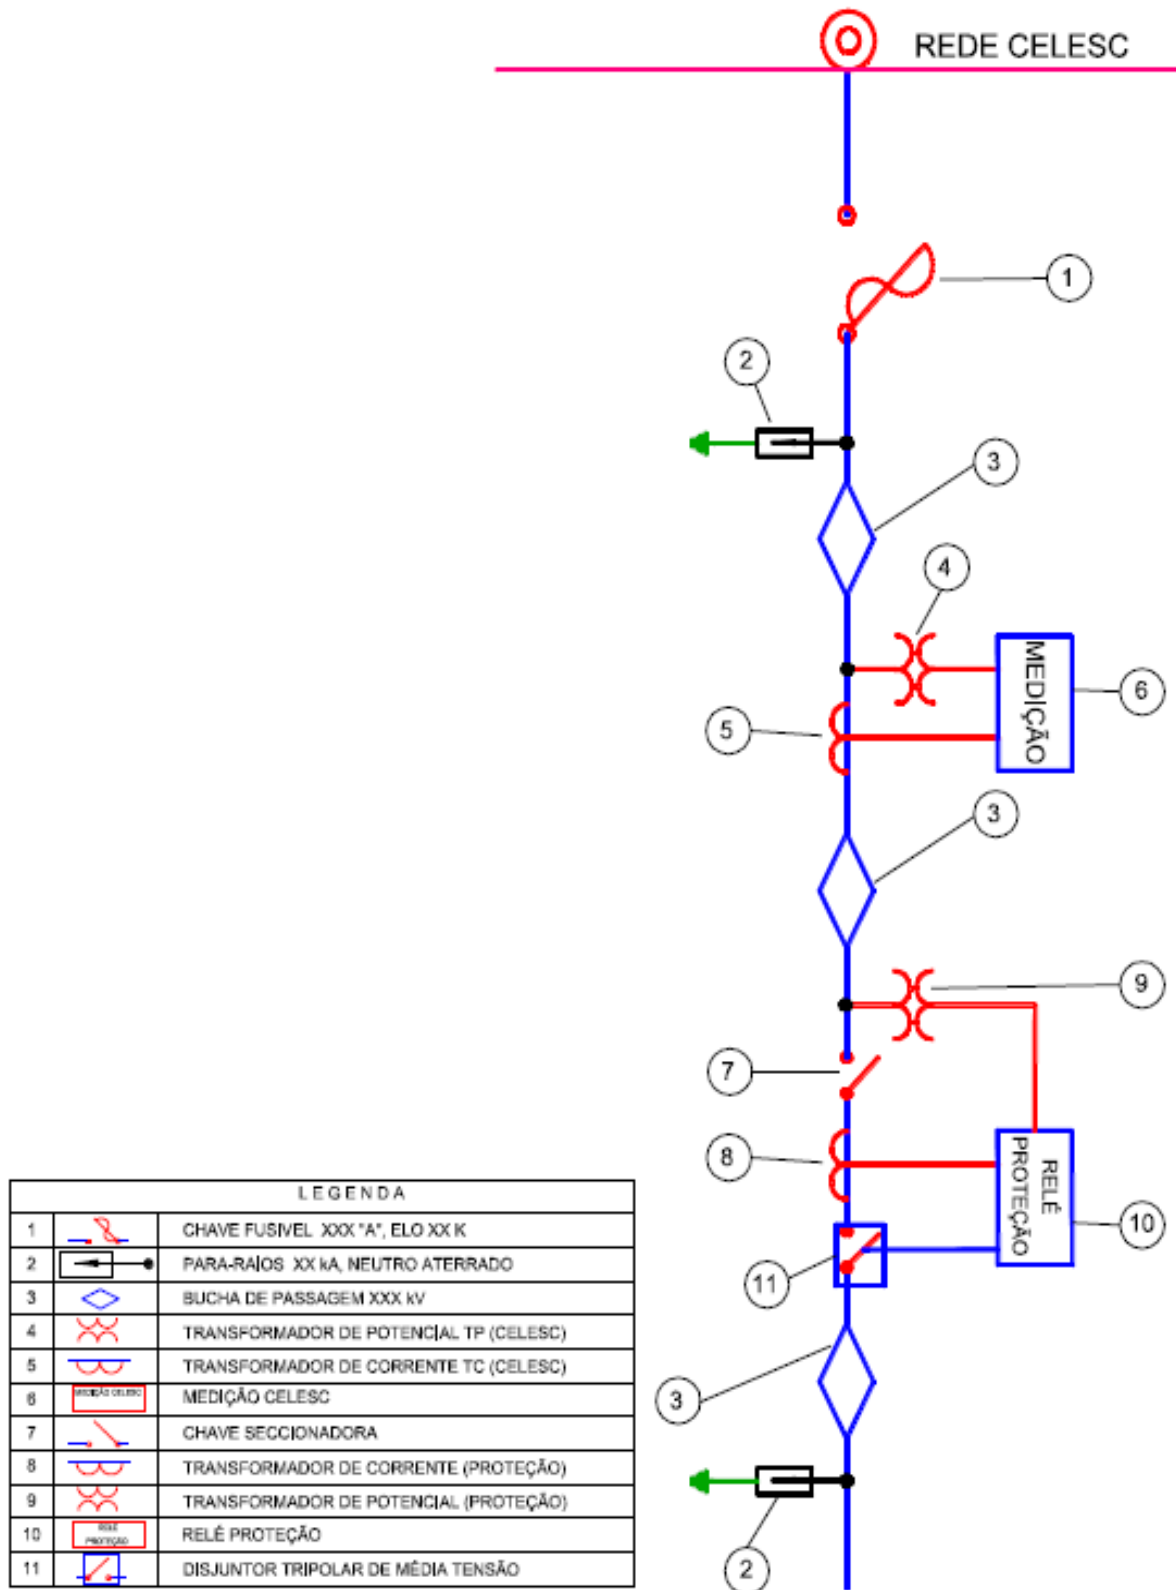 REDE CELESC
1
2
3
4
MEDIÇÃO
6
5
3
9
7
8
RELÉ
PROTEÇÃO
10
11
3
2
LEGENDA
1 CHAVE FUSIVEL XXX "A", ELO XX K
2 PARA-RAÍOS XX kA, NEUTRO ATERRADO
3 BUCHA DE PASSAGEM XXX kV
4 TRANSFORMADOR DE POTENCIAL TP (CELESC)
5 TRANSFORMADOR DE CORRENTE TC (CELESC)
6 MEDIÇÃO CELESC MEDIÇÃO CELESC
7 CHAVE SECCIONADORA
8 TRANSFORMADOR DE CORRENTE (PROTEÇÃO)
9 TRANSFORMADOR DE POTENCIAL (PROTEÇÃO)
10 RELÉ PROTEÇÃO RELÉ PROTEÇÃO
11 DISJUNTOR TRIPOLAR DE MÉDIA TENSÃO